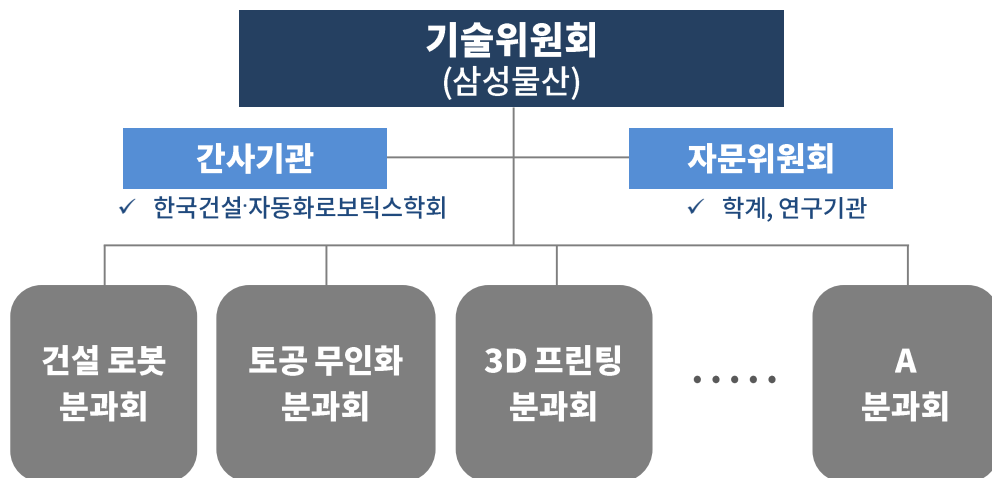 기술위원회
(삼성물산)
간사기관
자문위원회
✓ 한국건설·자동화로보틱스학회
✓ 학계, 연구기관
건설 로봇
분과회
토공 무인화
분과회
3D 프린팅
분과회
·····
A
분과회